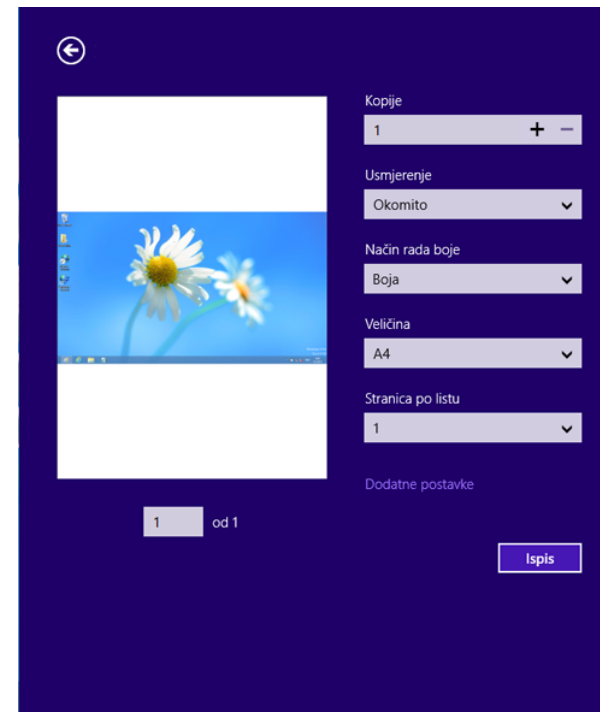 Kopije
1
Usmjerenje
Okomito
Način rada boje
Boja
Veličina
A4
Stranica po listu
1
Dodatne postavke
1 od 1
Ispis